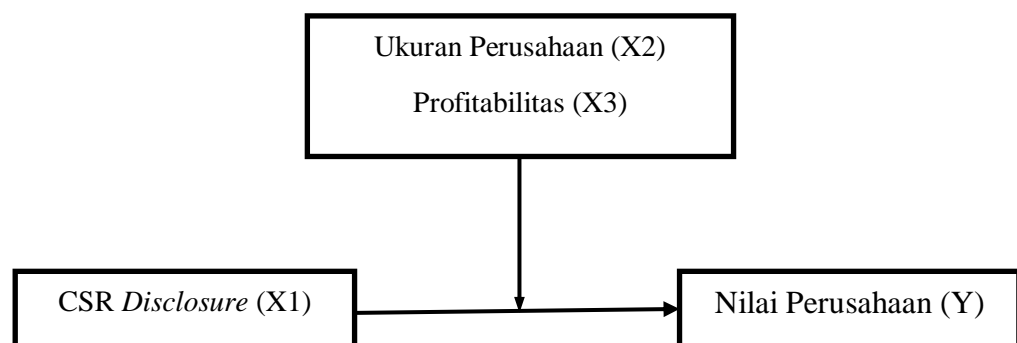 Ukuran Perusahaan (X2)
Profitabilitas (X3)
CSR Disclosure (X1)
Nilai Perusahaan (Y)